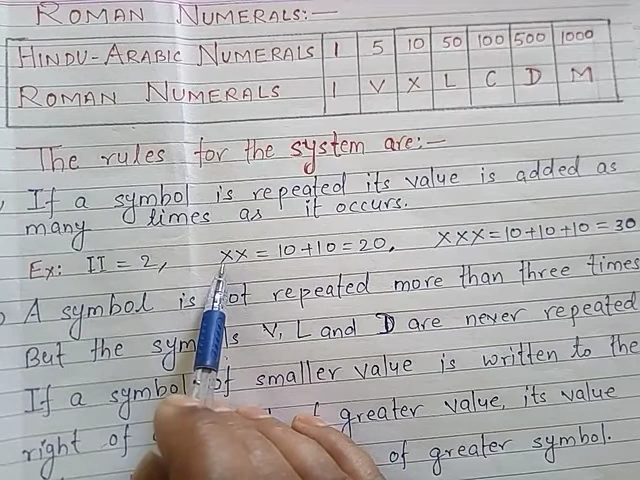 ROMAN NUMERALS:—
HINDU-ARABIC NUMERALS 1 5 10 50 100 500 1000
ROMAN NUMERALS I V X L C D M
The rules for the system are:—
If a symbol is repeated its value is added as
many times as it occurs.
Ex: II = 2, XX = 10+10=20, XXX=10+10+10=30
A symbol is not repeated more than three times
But the symbols V, L and D are never repeated
If a symbol of smaller value is written to the
right of greater value, its value
of greater symbol.